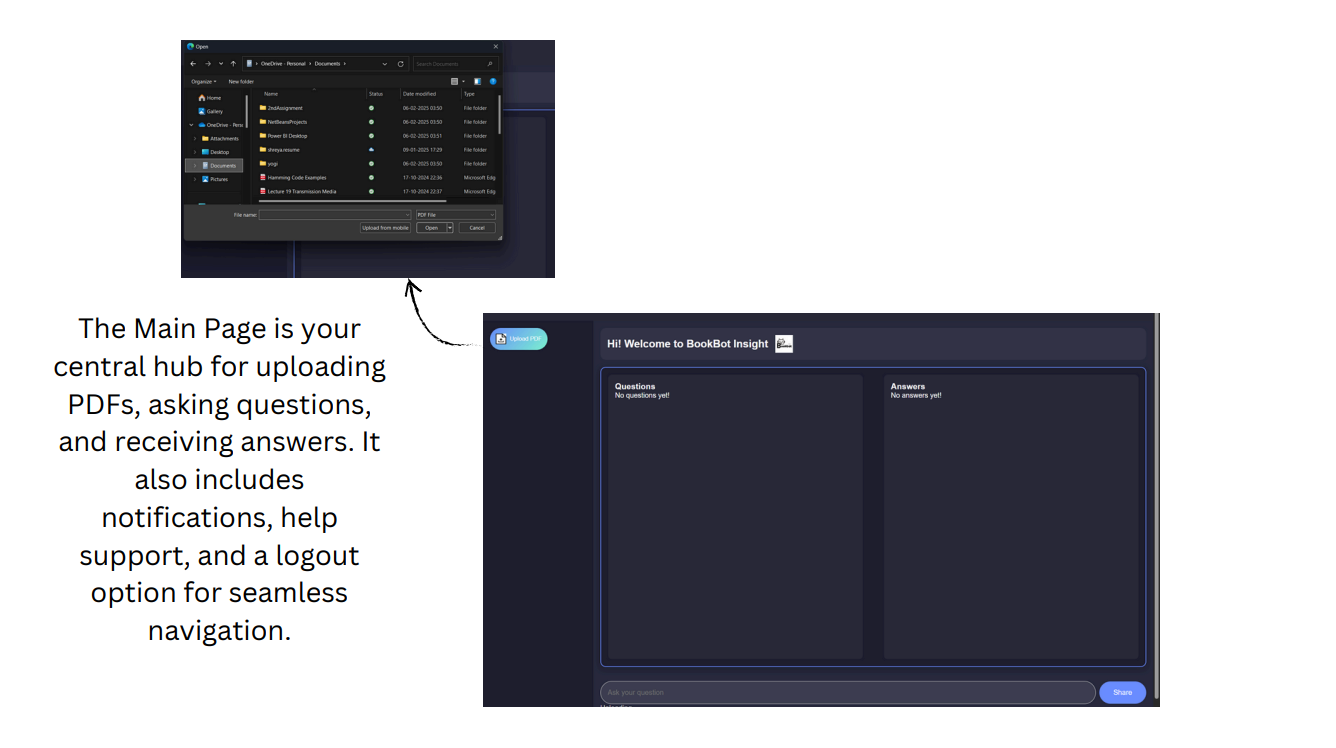 Open
OneDrive - Personal > Documents >
Search Documents
Organize
New folder
Name Status Date modified Type
Home
Gallery
OneDrive - Pers
Attachments
Desktop
Documents
Pictures
2ndAssignment 06-02-2025 03:50 File folder
NetBeansProjects 06-02-2025 03:50 File folder
Power BI Desktop 06-02-2025 03:51 File folder
shreya.resume 09-01-2025 17:29 File folder
yogi 06-02-2025 03:50 File folder
Hamming Code Examples 17-10-2024 22:36 Microsoft Edg
Lecture 19 Transmission Media 17-10-2024 22:37 Microsoft Edg
File name:
PDF File
Upload from mobile
Open
Cancel
The Main Page is your
central hub for uploading
PDFs, asking questions,
and receiving answers. It
also includes
notifications, help
support, and a logout
option for seamless
navigation.
Upload PDF
Hi! Welcome to BookBot Insight
Questions
No questions yet!
Answers
No answers yet!
Ask your question
Share